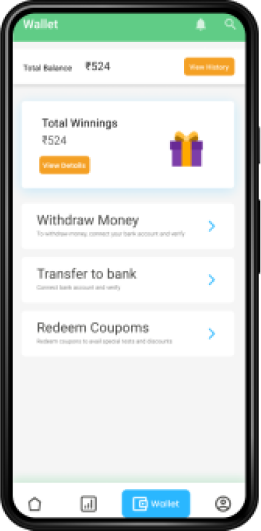 Wallet
Total Balance ₹524 View History
Total Winnings
₹524
View Details
Withdraw Money
To withdraw money, connect your bank account and verify
Transfer to bank
Connect bank account and verify
Redeem Coupoms
Redeem coupons to avail special tests and discounts
Wallet